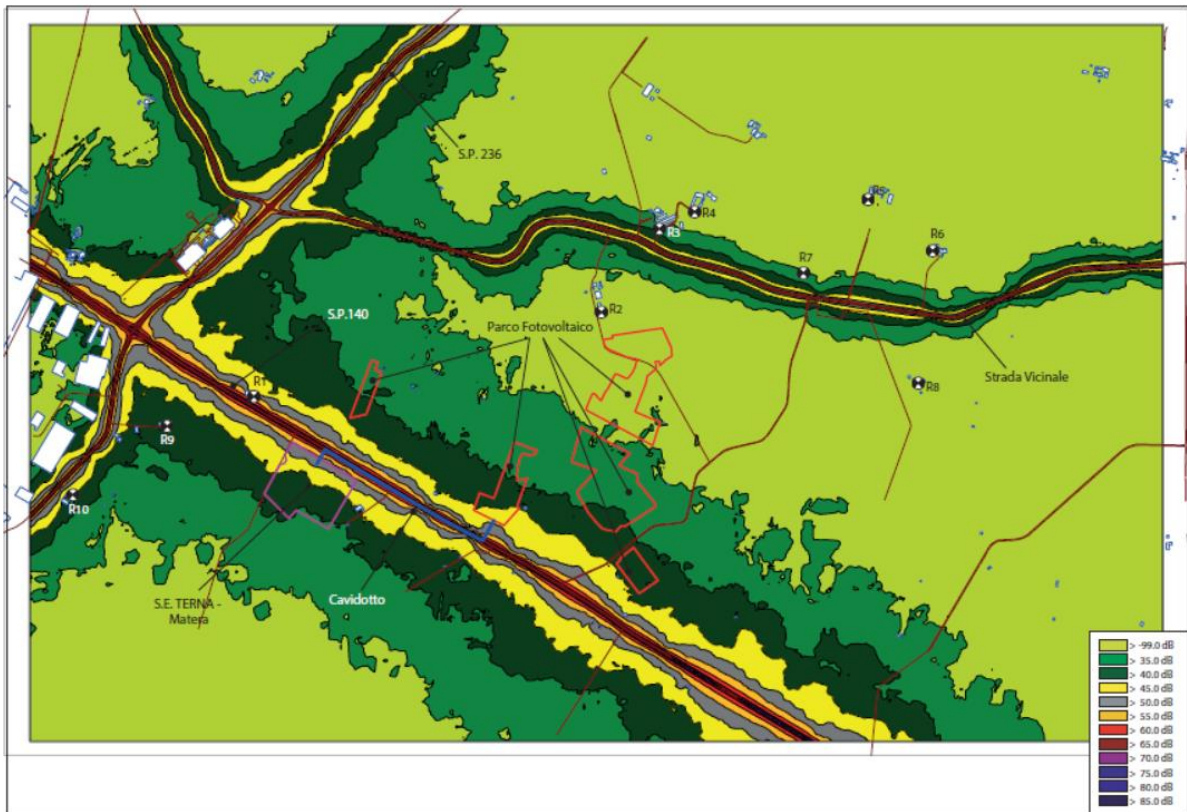 S.P. 236
R5
R4
R3
R6
R7
R2
S.P.140
Parco Fotovoltaico
Strada Vicinale
R1
R8
R9
R10
S.E. TERNA -
Matera
Cavidotto
> -99.0 dB
> 35.0 dB
> 40.0 dB
> 45.0 dB
> 50.0 dB
> 55.0 dB
> 60.0 dB
> 65.0 dB
> 70.0 dB
> 75.0 dB
> 80.0 dB
> 85.0 dB